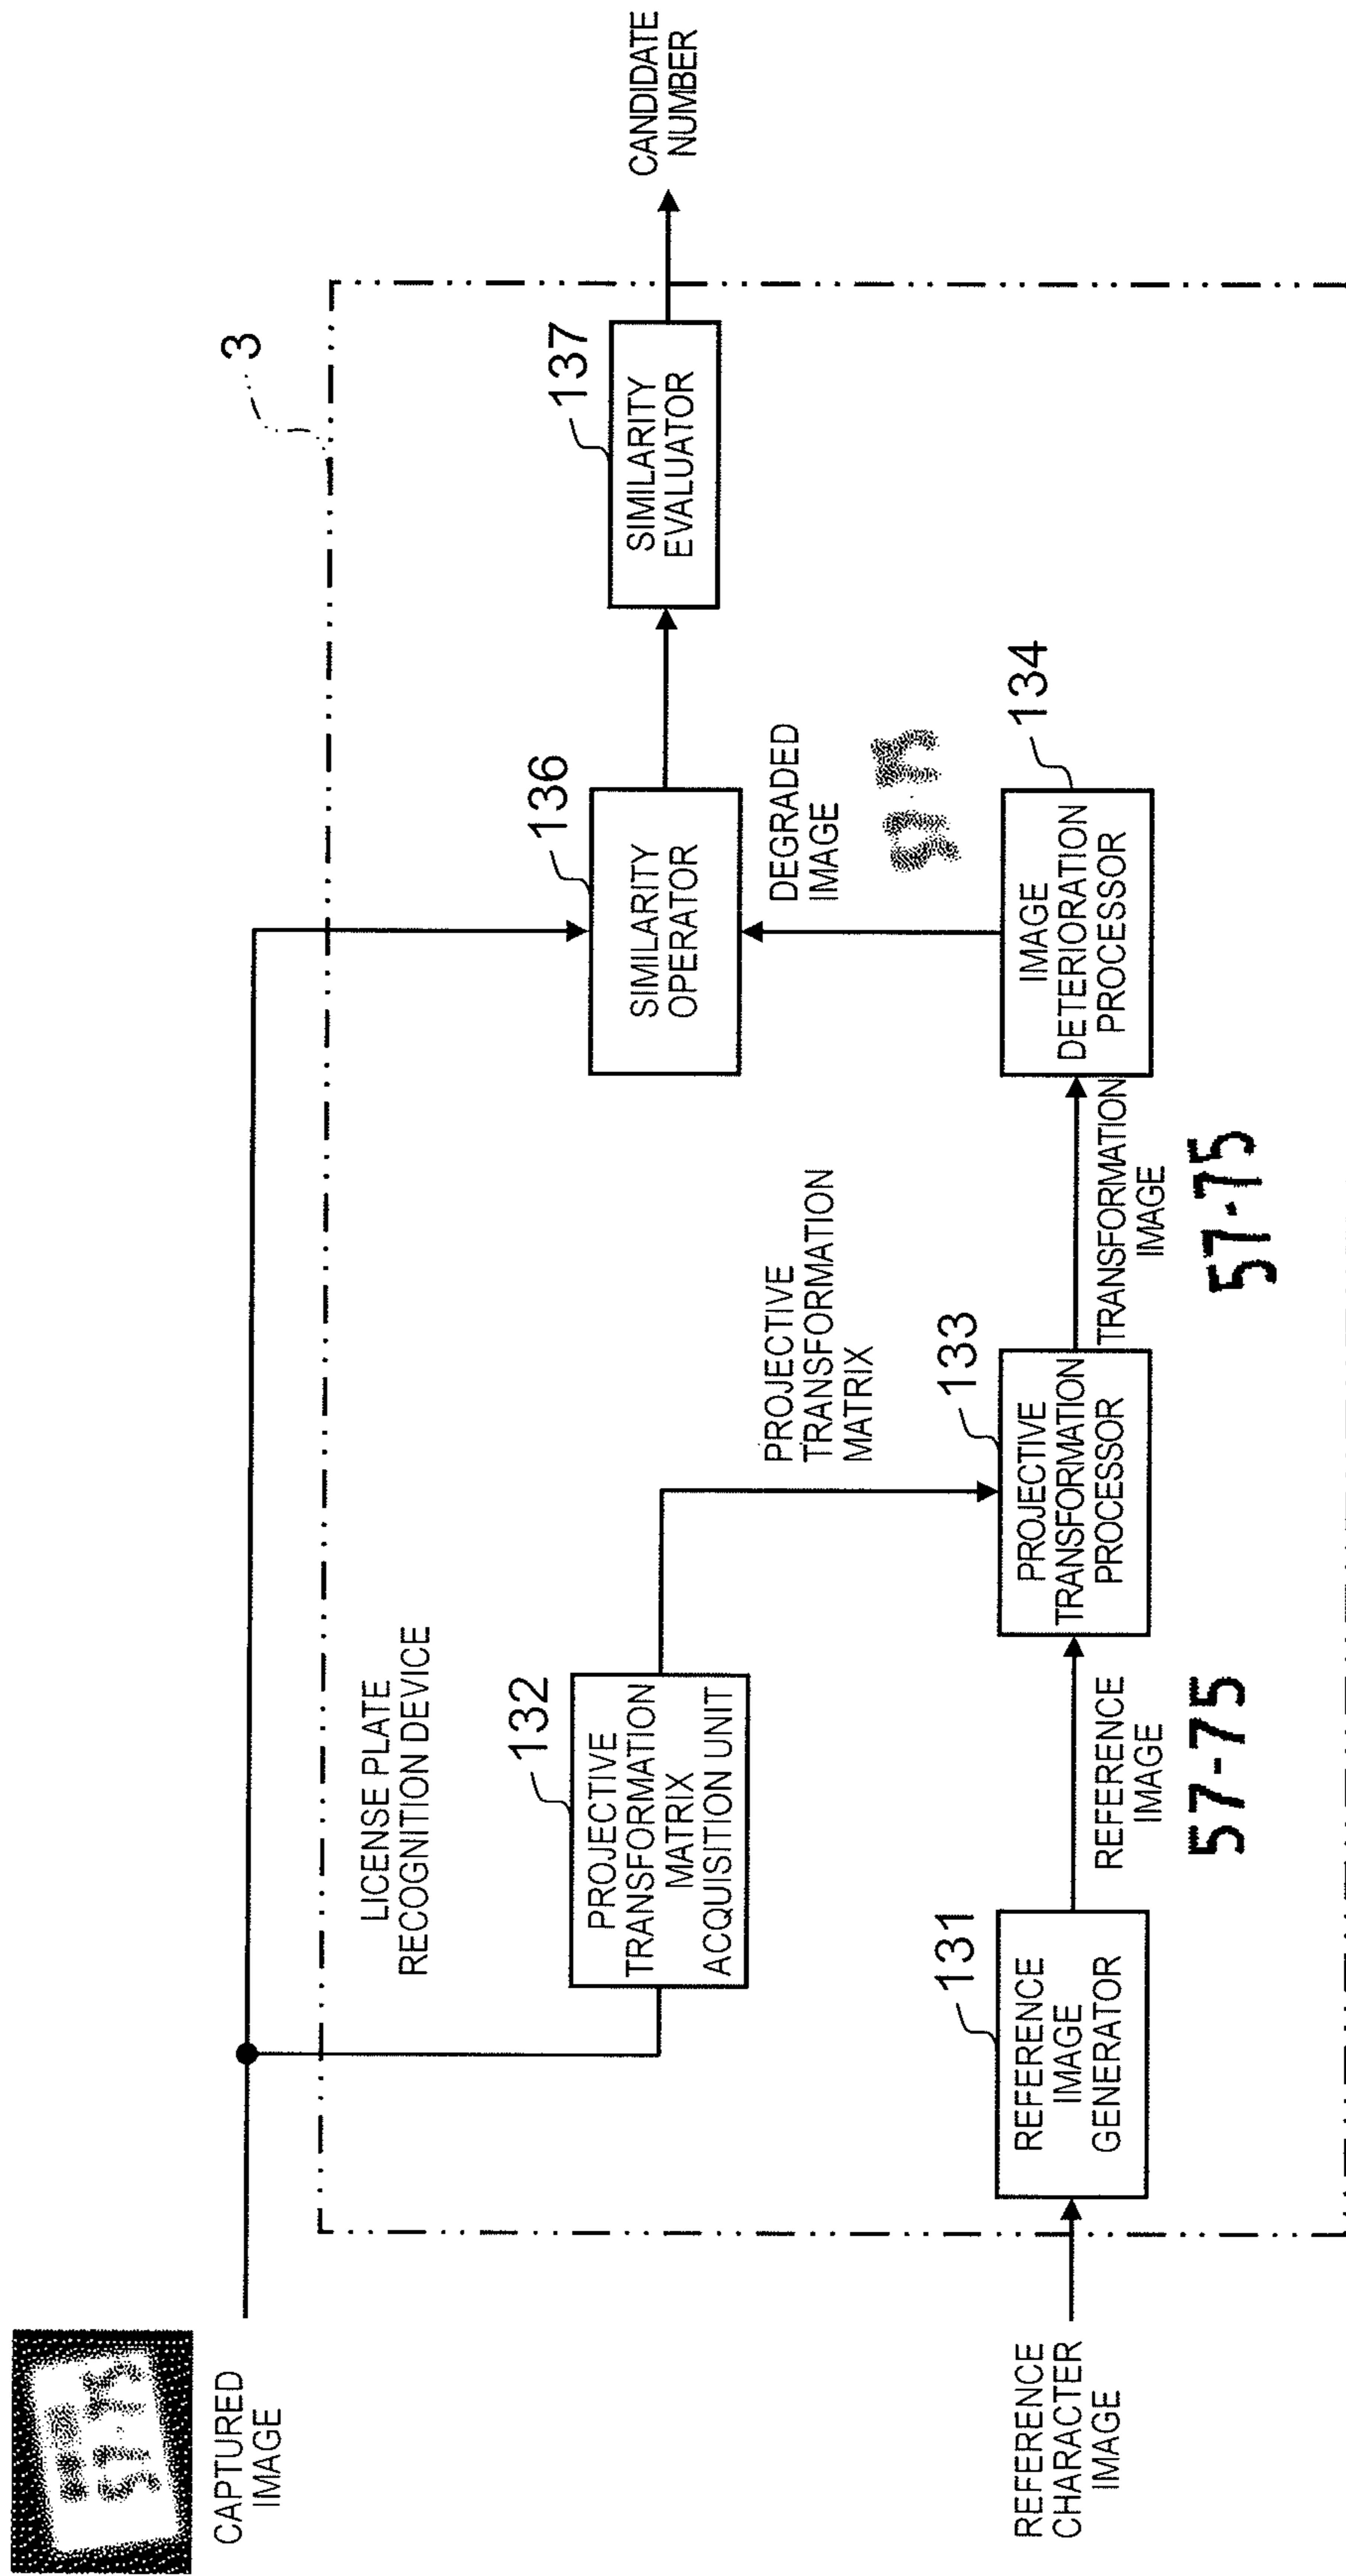 CAPTURED
IMAGE
3
LICENSE PLATE
RECOGNITION DEVICE
132
PROJECTIVE
TRANSFORMATION
MATRIX
ACQUISITION UNIT
136
SIMILARITY
OPERATOR
137
SIMILARITY
EVALUATOR
CANDIDATE
NUMBER
PROJECTIVE
TRANSFORMATION
MATRIX
DEGRADED
IMAGE
REFERENCE
CHARACTER
IMAGE
131
REFERENCE
IMAGE
GENERATOR
REFERENCE
IMAGE
57-75
133
PROJECTIVE
TRANSFORMATION
PROCESSOR
TRANSFORMATION
IMAGE
57-75
134
IMAGE
DETERIORATION
PROCESSOR